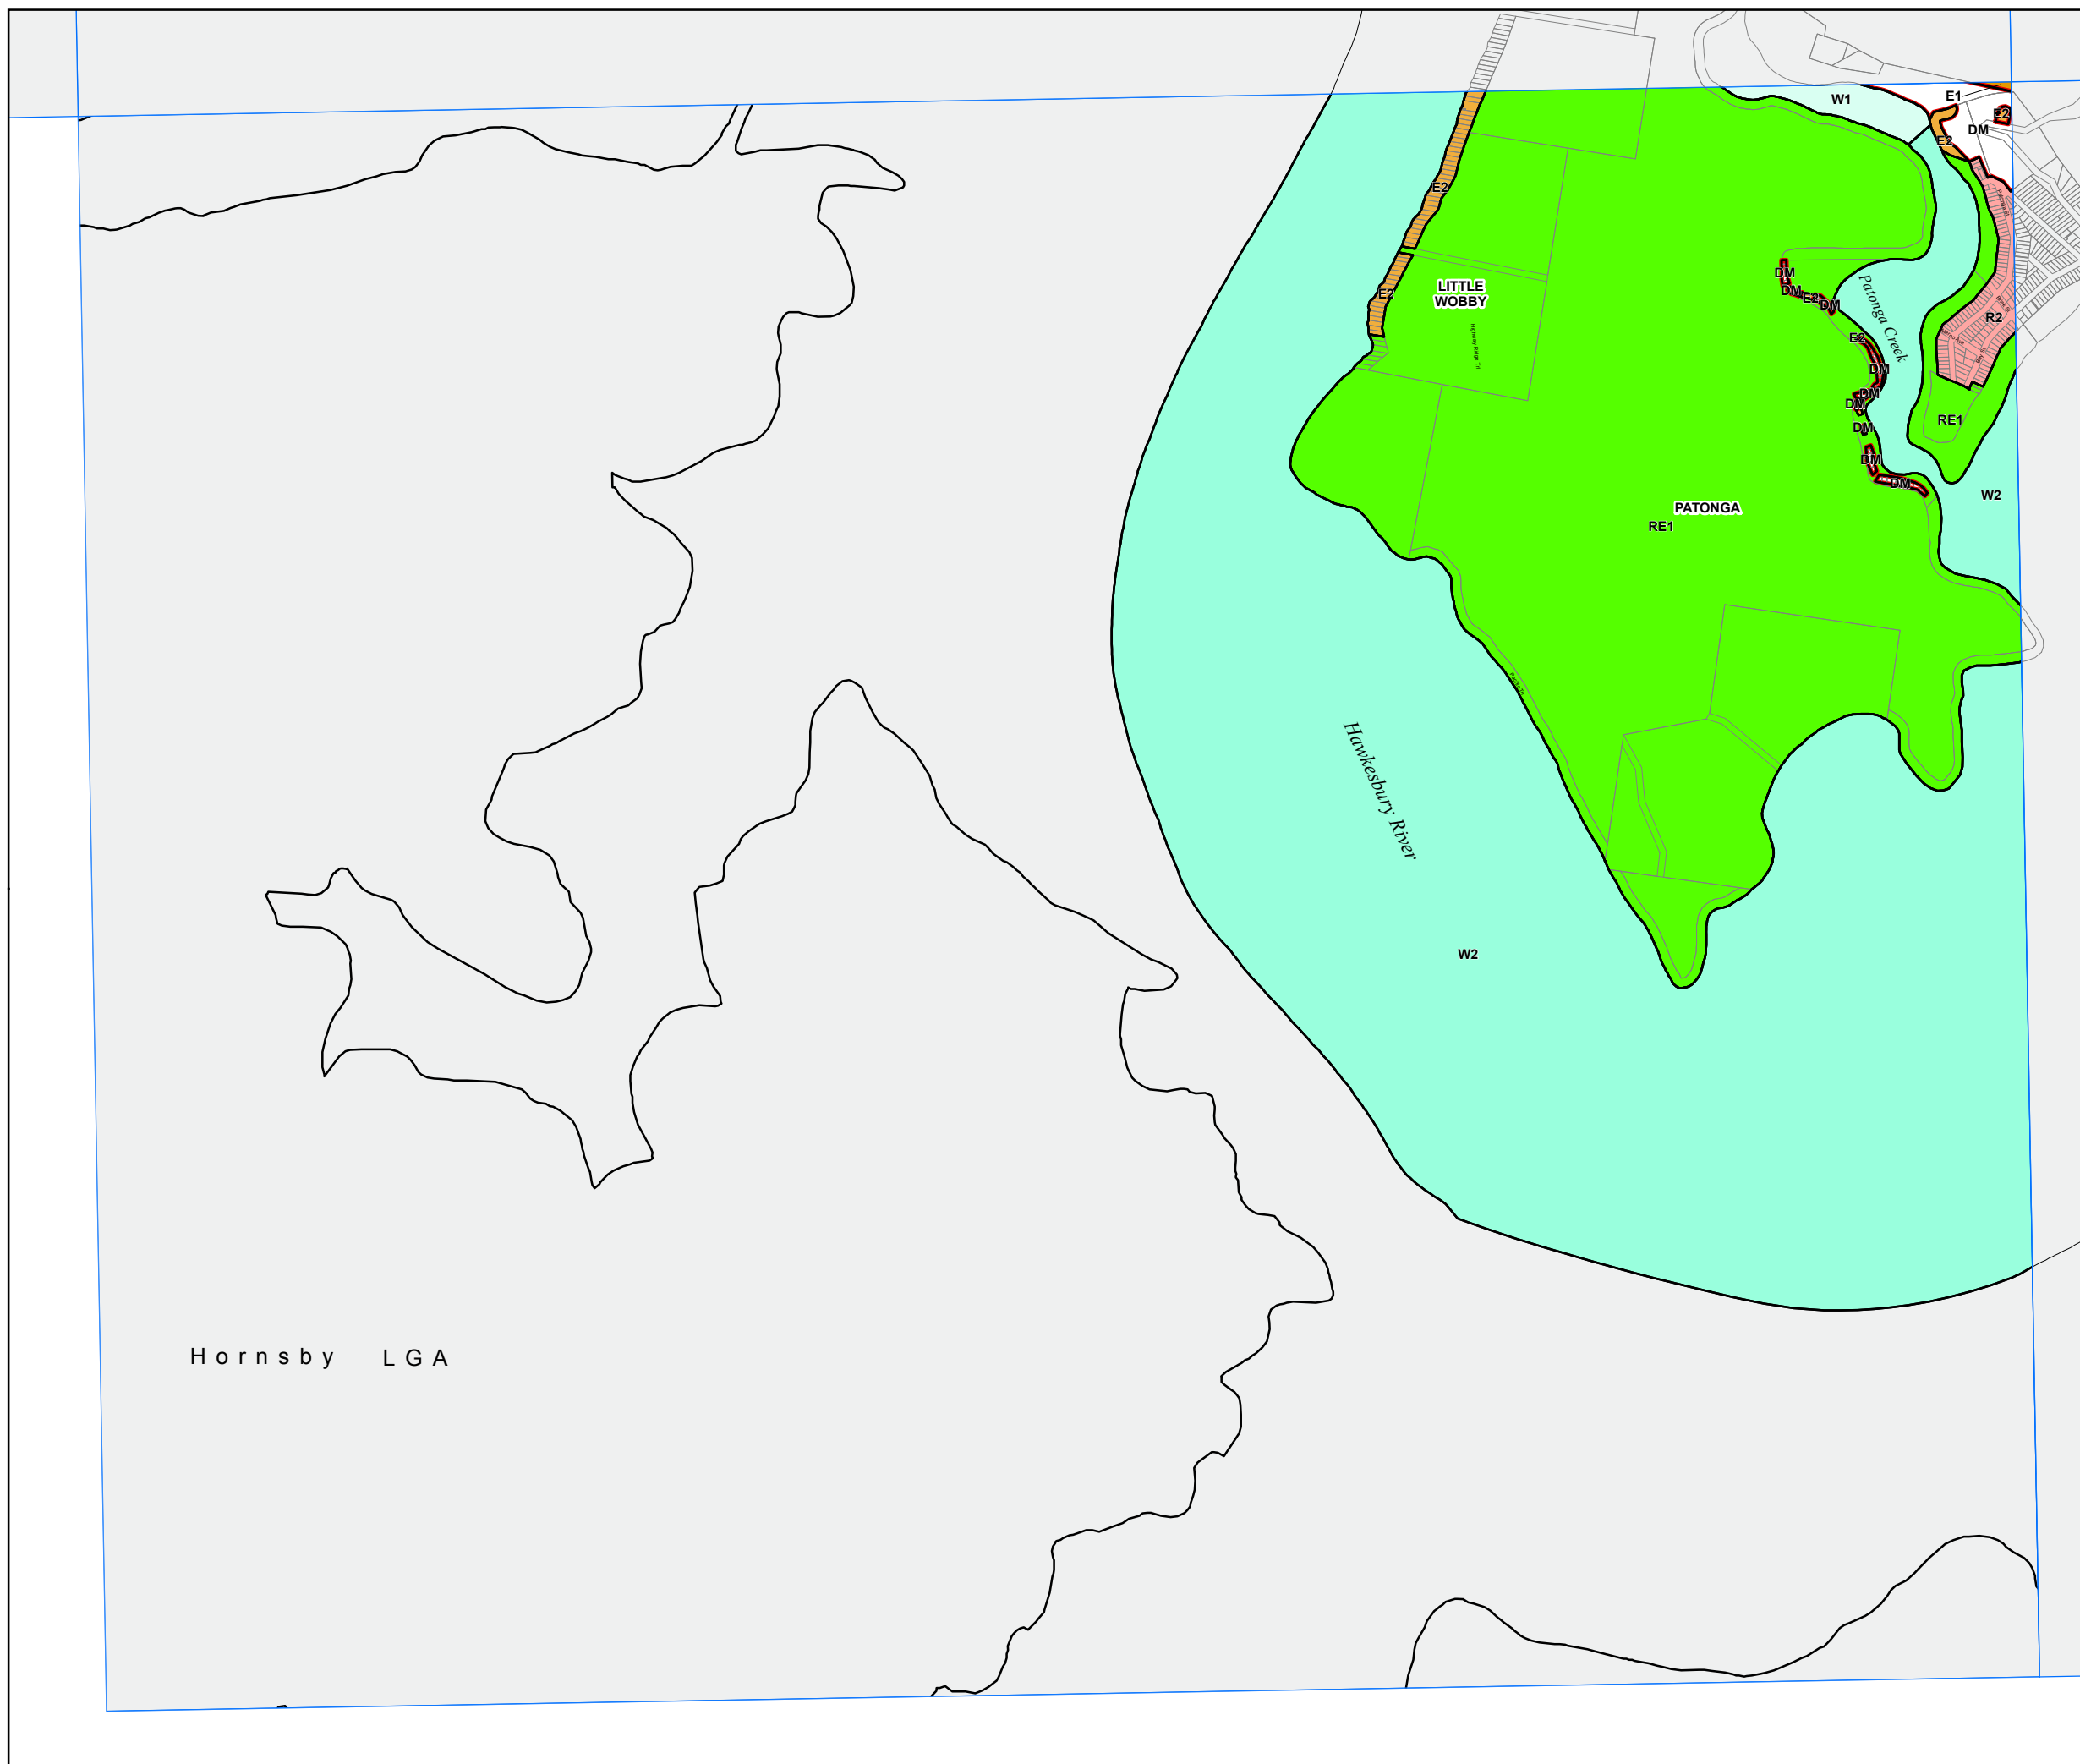 W1
E1
E2
DM
E2
E2
DM
DM
E2
DM
Patonga Creek
E2
LITTLE
WOBBY
R2
E2
DM
DM
DM
DM
RE1
DM
DM
W2
PATONGA
RE1
Hawkesbury River
W2
Hornsby LGA